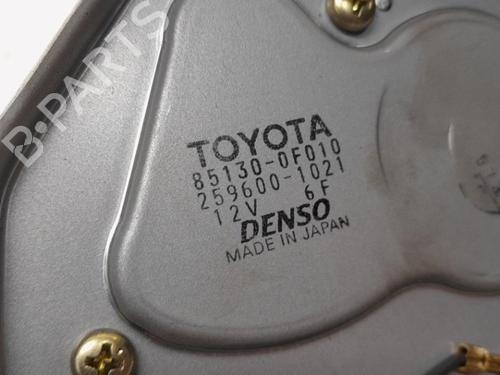 B-PARTS
TOYOTA
85130-0F010
259600-1021
12V 6F
DENSO
MADE IN JAPAN